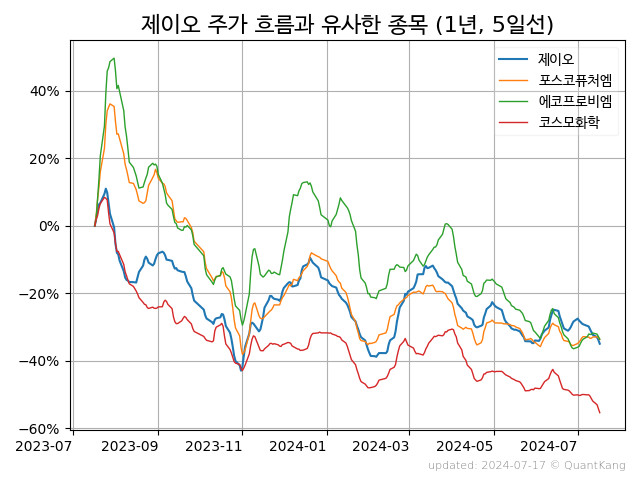 제이오 주가 흐름과 유사한 종목 (1년, 5일선)
제이오
포스코퓨처엠
에코프로비엠
코스모화학
40%
20%
0%
−20%
−40%
−60%
2023-07 2023-09 2023-11 2024-01 2024-03 2024-05 2024-07
updated: 2024-07-17 © QuantKang